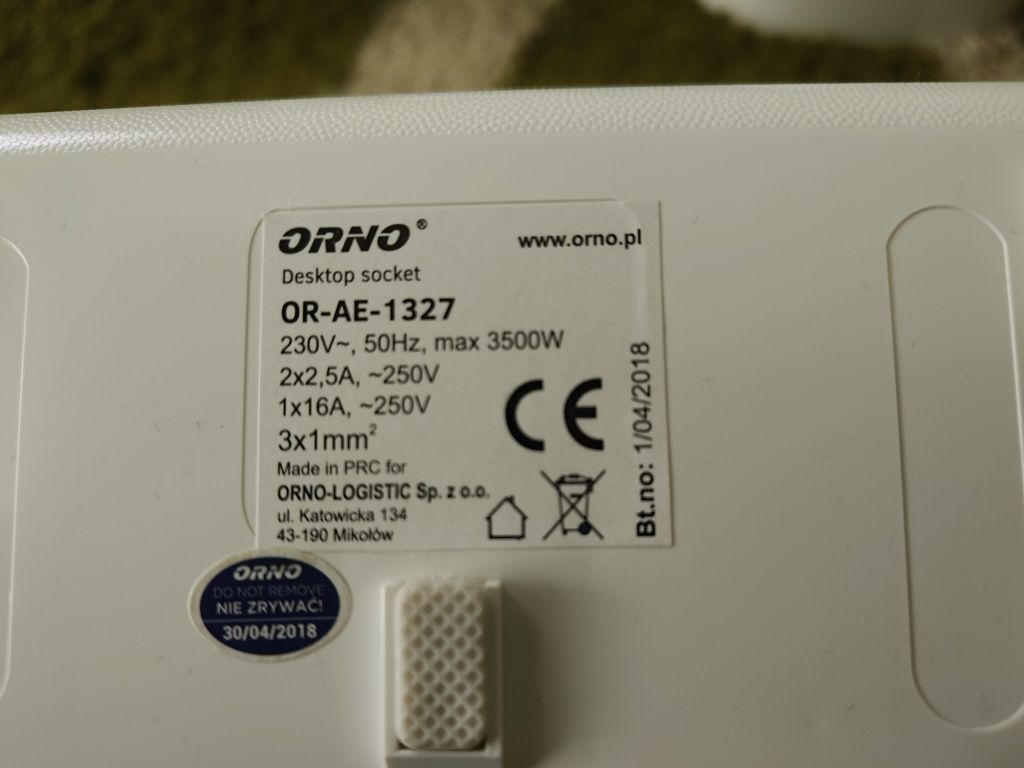 ORNO®
www.orno.pl
Desktop socket
OR-AE-1327
230V~, 50Hz, max 3500W
2x2,5A, ~250V
1x16A, ~250V
3x1mm²
CE
Made in PRC for
ORNO-LOGISTIC Sp. z o.o.
ul. Katowicka 134
43-190 Mikołów
Bt.no: 1/04/2018
ORNO
DO NOT REMOVE
NIE ZRYWAĆ!
30/04/2018